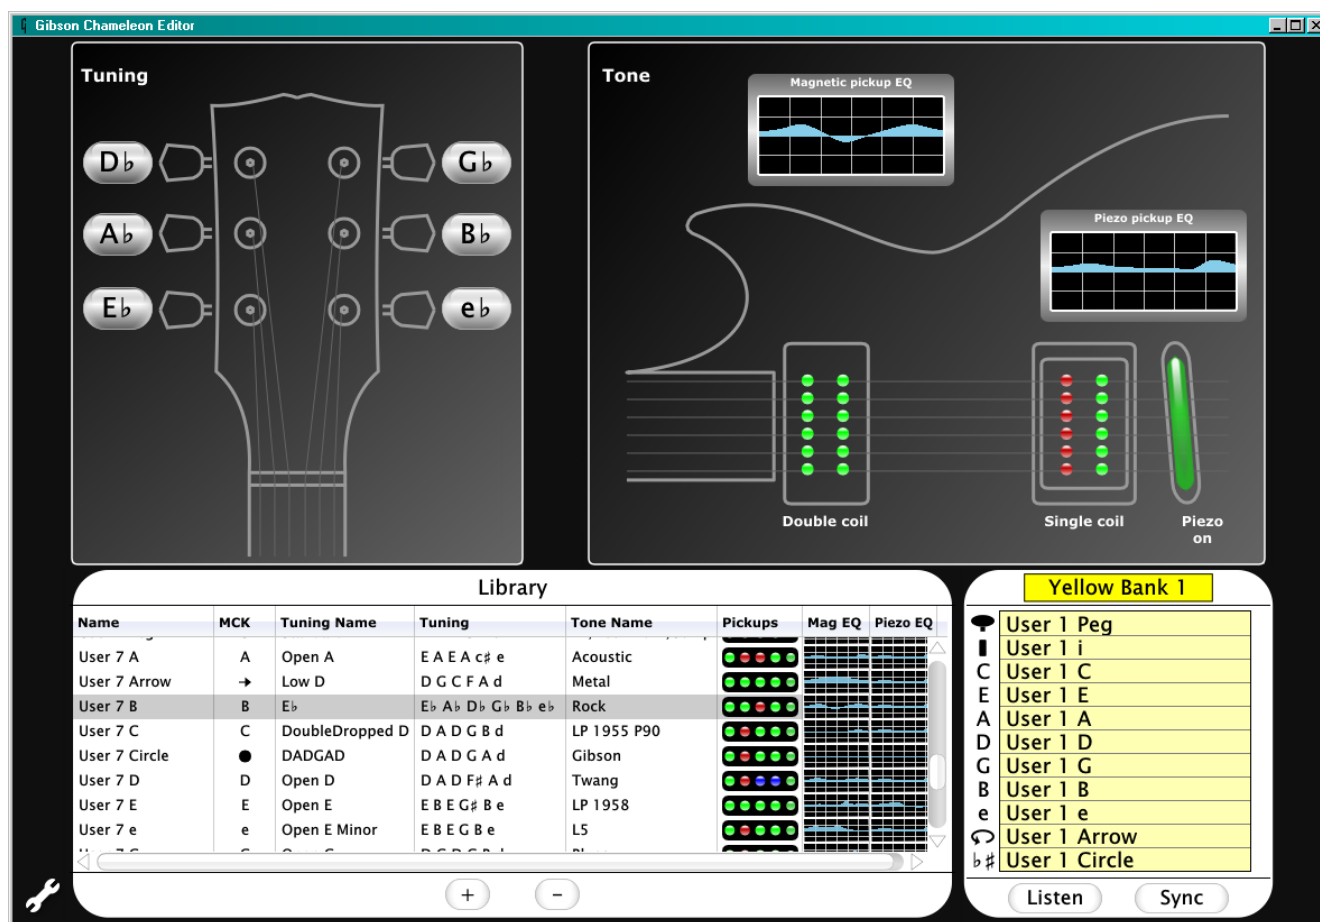 Gibson Chameleon Editor
Tuning
D♭ G♭
A♭ B♭
E♭ e♭
Tone
Magnetic pickup EQ
Piezo pickup EQ
Double coil
Single coil
Piezo
on
Library
Name MCK Tuning Name Tuning Tone Name Pickups Mag EQ Piezo EQ
User 7 A A Open A E A E A c♯ e Acoustic
User 7 Arrow Low D D G C F A d Metal
User 7 B B E♭ E♭ A♭ D♭ G♭ B♭ e♭ Rock
User 7 C C DoubleDropped D D A D G B d LP 1955 P90
User 7 Circle DADGAD D A D G A d Gibson
User 7 D D Open D D A D F♯ A d Twang
User 7 E E Open E E B E G♯ B e LP 1958
User 7 e e Open E Minor E B E G B e L5
+ -
Yellow Bank 1
User 1 Peg
User 1 i
C User 1 C
E User 1 E
A User 1 A
D User 1 D
G User 1 G
B User 1 B
e User 1 e
User 1 Arrow
♭♯ User 1 Circle
Listen Sync